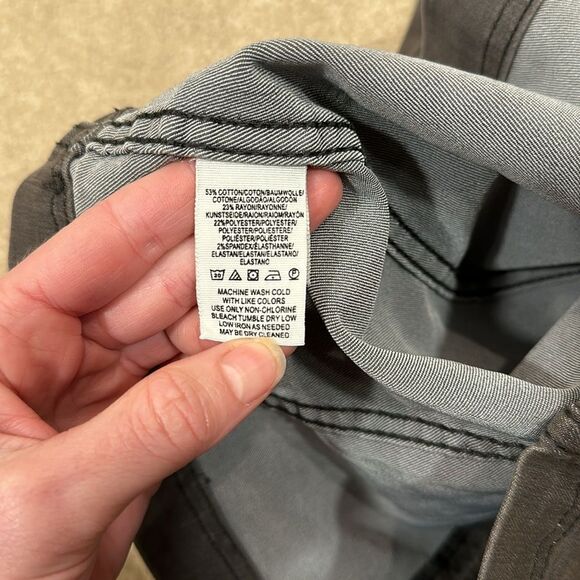 53% COTTON/COTON/BAUMWOLLE/
COTONE/ALGODÃO/ALGODÓN
23% RAYON/RAYONNE/
KUNSTSEIDE/RAION/RAIOM/RAYÓN
22%POLYESTER/POLYESTER/
POLYESTER/POLIESTERE/
POLIÉSTER/POLIÉSTER
2%SPANDEX/ÉLASTHANNE/
ELASTAN/ELASTAN/ELASTANO/
ELASTANO
30 P
MACHINE WASH COLD
WITH LIKE COLORS
USE ONLY NON-CHLORINE
BLEACH TUMBLE DRY LOW
LOW IRON AS NEEDED
MAY BE DRY CLEANED